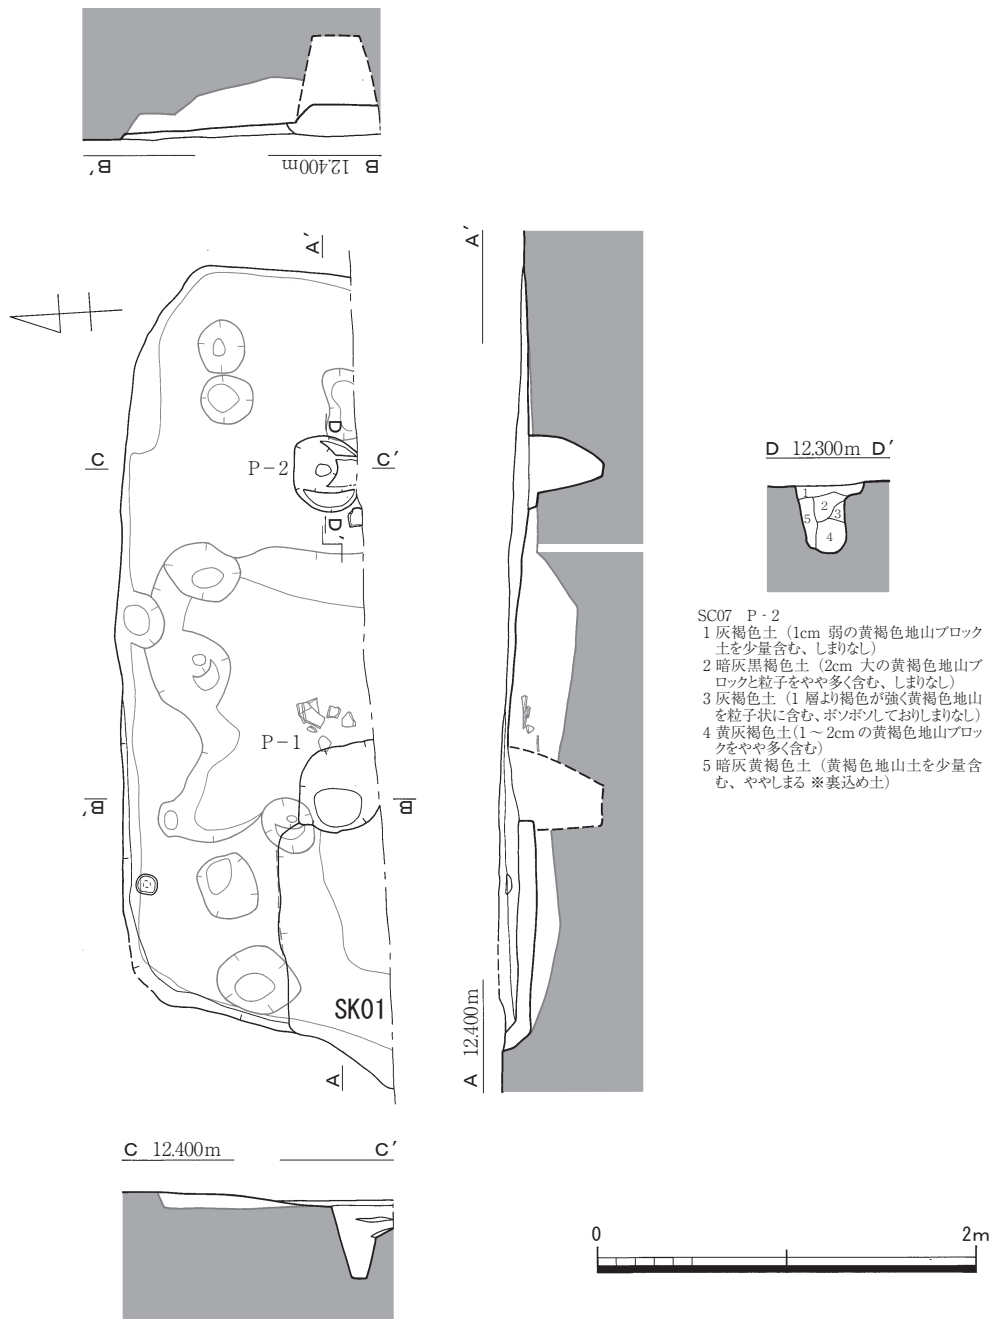 B′
12.400m
B
A′
A′
C
P－2
D
C′
D′
D 12.300m D′
1
2
3
5
4
SC07 P - 2
1 灰褐色土（1cm 弱の黄褐色地山ブロック
土を少量含む、しまりなし）
2 暗灰黒褐色土（2cm 大の黄褐色地山ブ
ロックと粒子をやや多く含む、しまりなし）
3 灰褐色土（1 層より褐色が強く黄褐色地山
を粒子状に含む、ボソボソしておりしまりなし）
4 黄灰褐色土（1～2cm の黄褐色地山ブロッ
クをやや多く含む）
5 暗灰黄褐色土（黄褐色地山土を少量含
む、ややしまる ※裏込め土）
P－1
B′
B
SK01
A
A 12.400m
C 12.400m
C′
0
2m